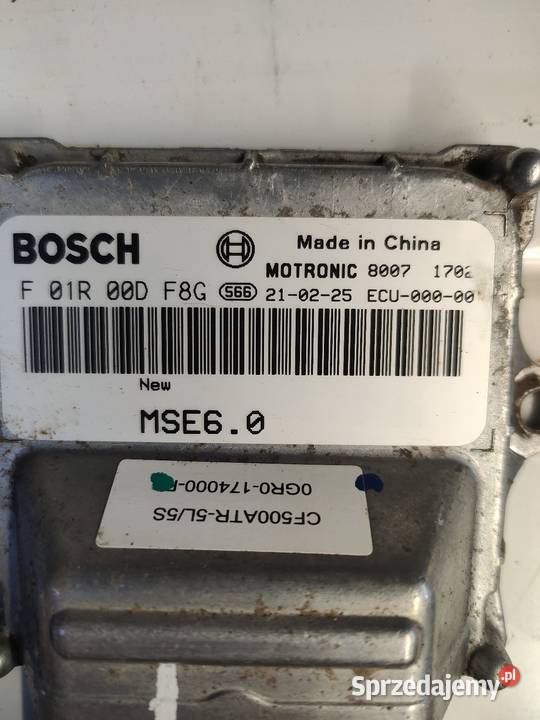 BOSCH
Made in China
MOTRONIC 8007 1702
F 01R 00D F8G 566 21-02-25 ECU-000-00
New
MSE6.0
CF500ATR-5L/5S
0GR0-174000-
Sprzedajemy.pl